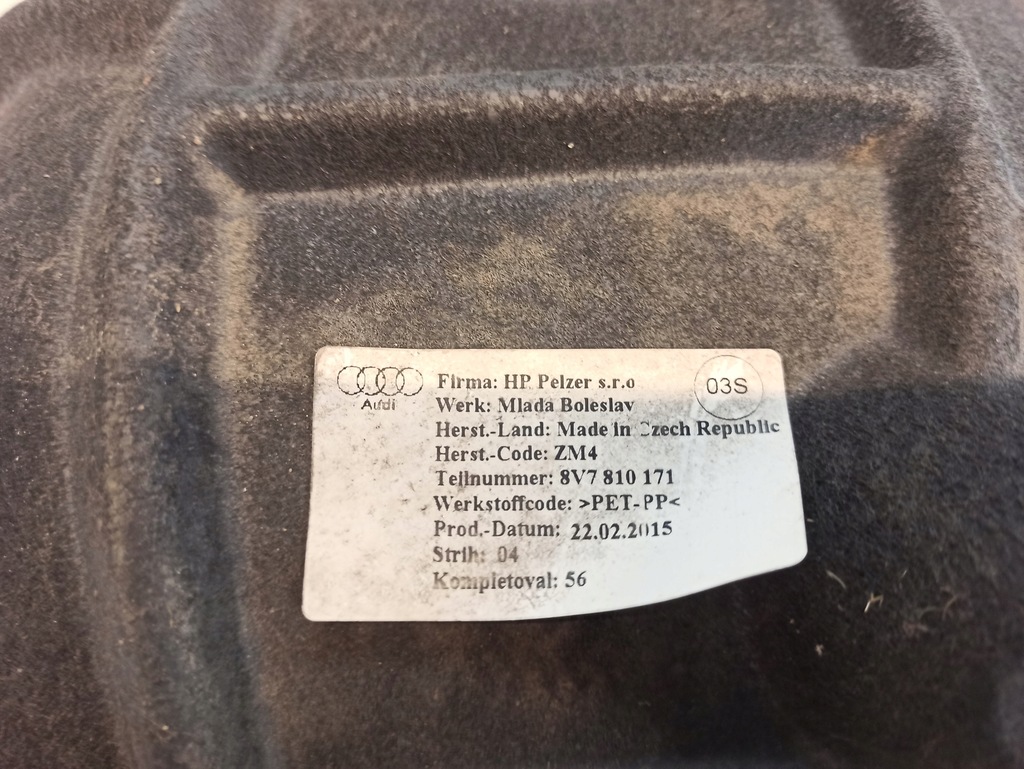 Audi
Firma: HP Pelzer s.r.o
03S
Werk: Mlada Boleslav
Herst.-Land: Made in Czech Republic
Herst.-Code: ZM4
Teilnummer: 8V7 810 171
Werkstoffcode: >PET-PP<
Prod.-Datum: 22.02.2015
Strih: 04
Kompletoval: 56